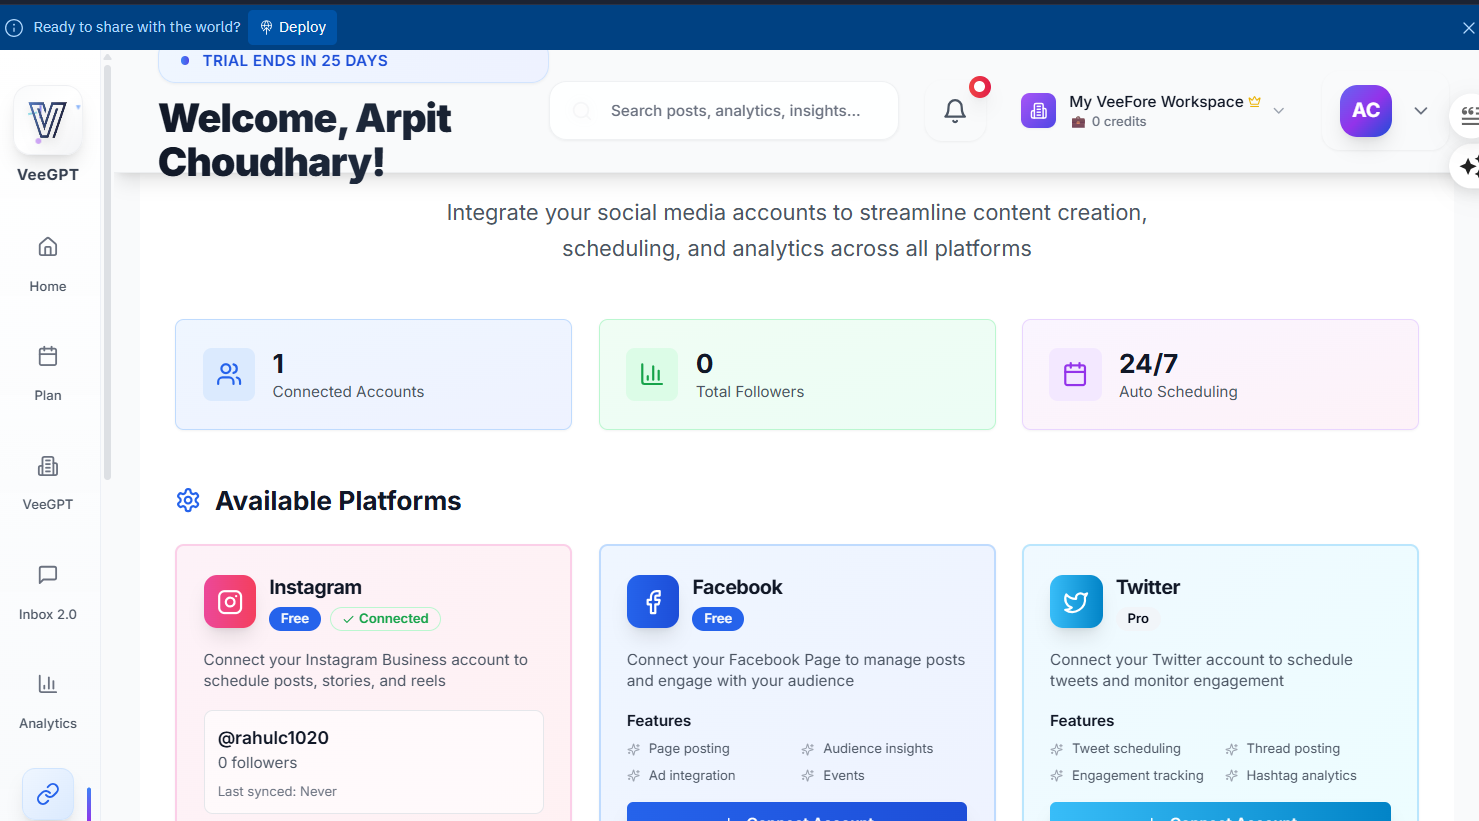 Ready to share with the world?
Deploy
TRIAL ENDS IN 25 DAYS
Welcome, Arpit
Choudhary!
Search posts, analytics, insights...
My VeeFore Workspace
0 credits
AC
VeeGPT
Home
Plan
VeeGPT
Inbox 2.0
Analytics
Integrate your social media accounts to streamline content creation,
scheduling, and analytics across all platforms
1
Connected Accounts
0
Total Followers
24/7
Auto Scheduling
Available Platforms
Instagram
Free
Connected
Connect your Instagram Business account to
schedule posts, stories, and reels
@rahulc1020
0 followers
Last synced: Never
Facebook
Free
Connect your Facebook Page to manage posts
and engage with your audience
Features
Page posting
Audience insights
Ad integration
Events
Connect Account
Twitter
Pro
Connect your Twitter account to schedule
tweets and monitor engagement
Features
Tweet scheduling
Thread posting
Engagement tracking
Hashtag analytics
Connect Account